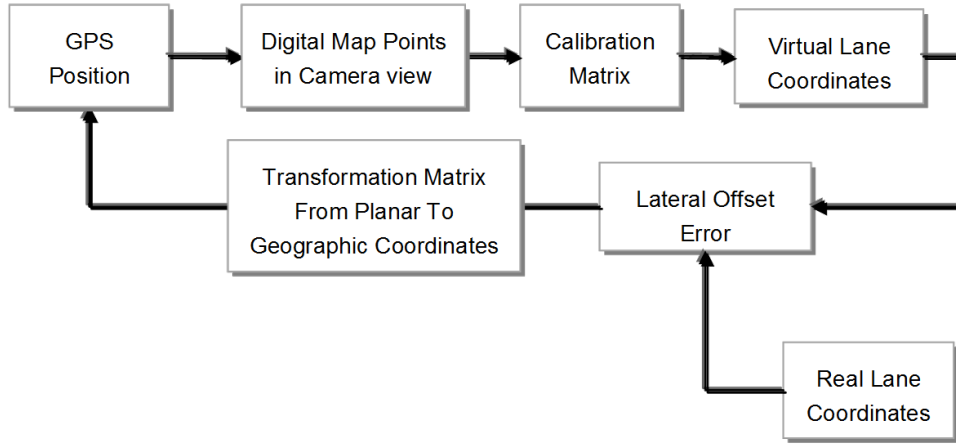 GPS
Position
Digital Map Points
in Camera view
Calibration
Matrix
Virtual Lane
Coordinates
Transformation Matrix
From Planar To
Geographic Coordinates
Lateral Offset
Error
Real Lane
Coordinates